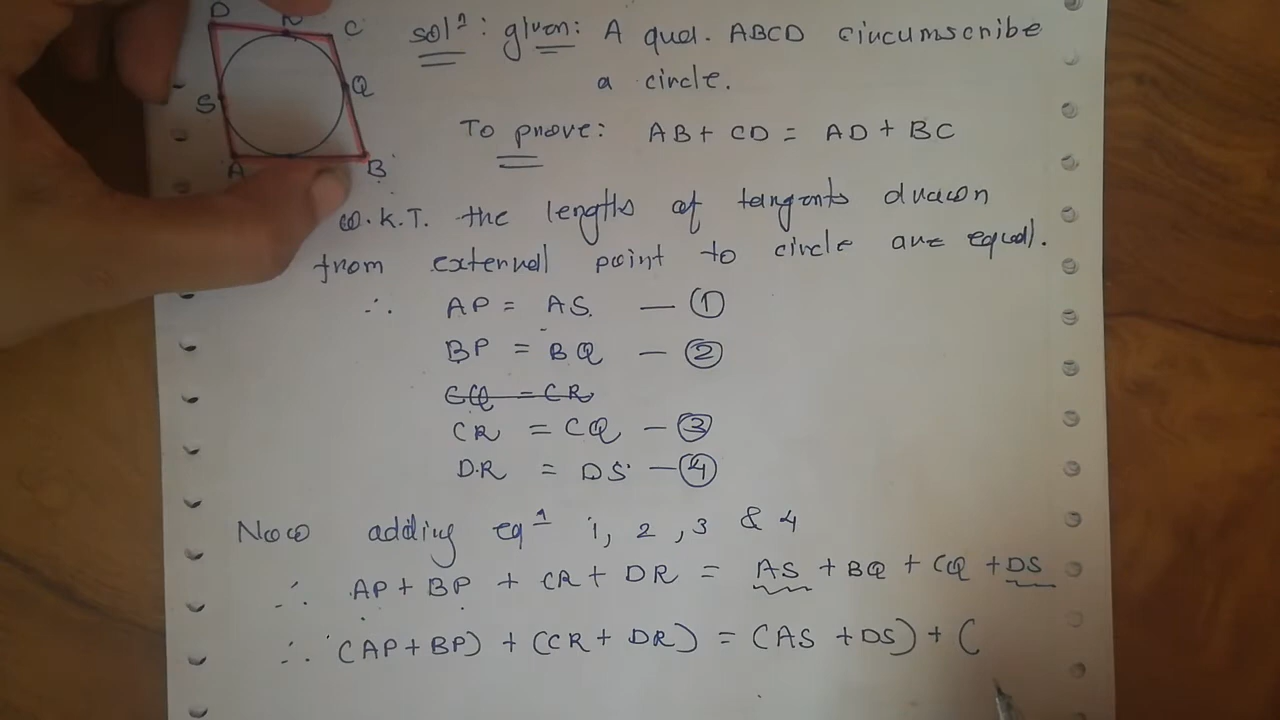 D
C
S
Q
A
B
solⁿ: given: A quad. ABCD circumscribe
a circle.
To prove: AB + CD = AD + BC
W.K.T. the lengths of tangents drawn
from external point to circle are equal.
∴ AP = AS. — ①
BP = BQ — ②
CQ = CR
CR = CQ — ③
DR = DS — ④
Now adding eqⁿ 1, 2, 3 & 4
∴ AP + BP + CR + DR = AS + BQ + CQ + DS
∴ (AP + BP) + (CR + DR) = (AS + DS) + (